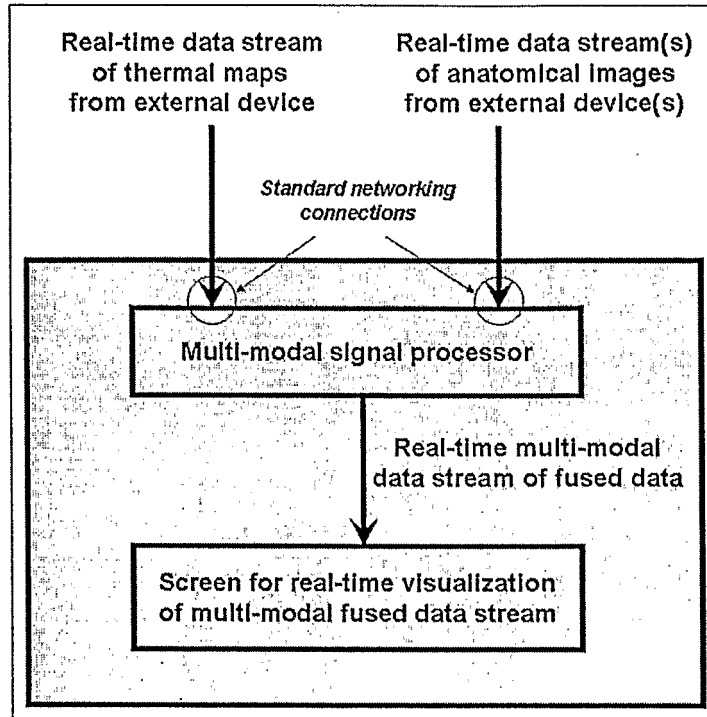 Real-time data stream
of thermal maps
from external device
Real-time data stream(s)
of anatomical images
from external device(s)
Standard networking
connections
Multi-modal signal processor
Real-time multi-modal
data stream of fused data
Screen for real-time visualization
of multi-modal fused data stream